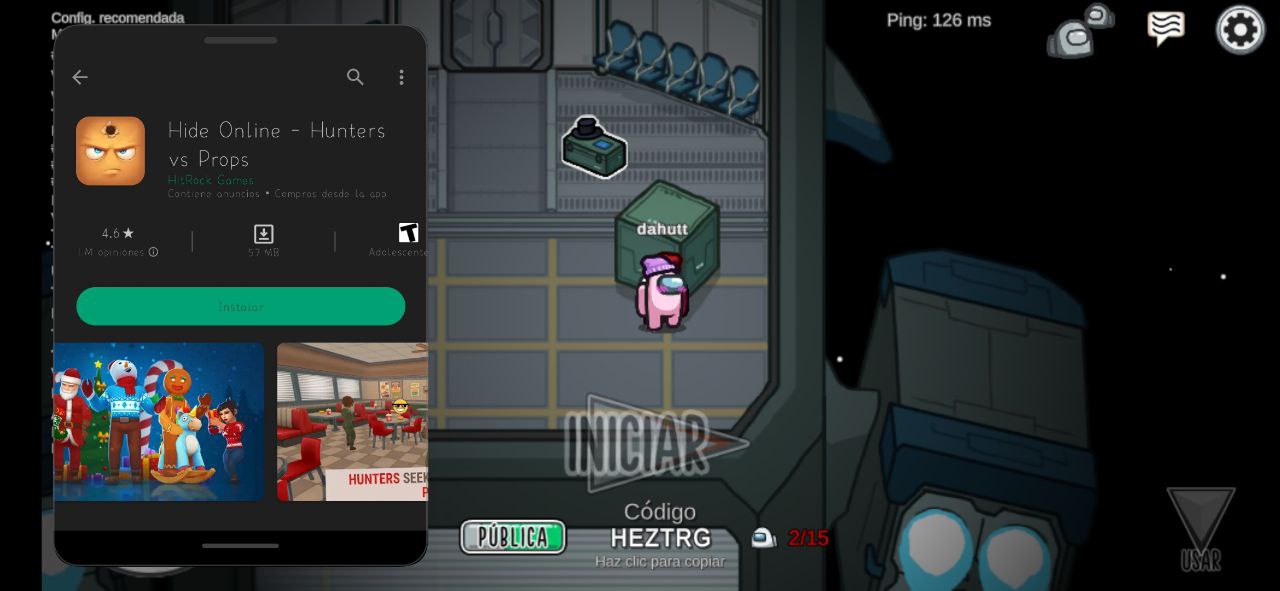 Config. recomendada
Ping: 126 ms
Hide Online - Hunters
vs Props
HitRock Games
Contiene anuncios • Compras desde la app
4.6★
1 M opiniones
57 MB
Adolescente
Instalar
HUNTERS SEEK
P
dahutt
INICIAR
Código
PÚBLICA
HEZTRG
2/15
Haz clic para copiar
USAR